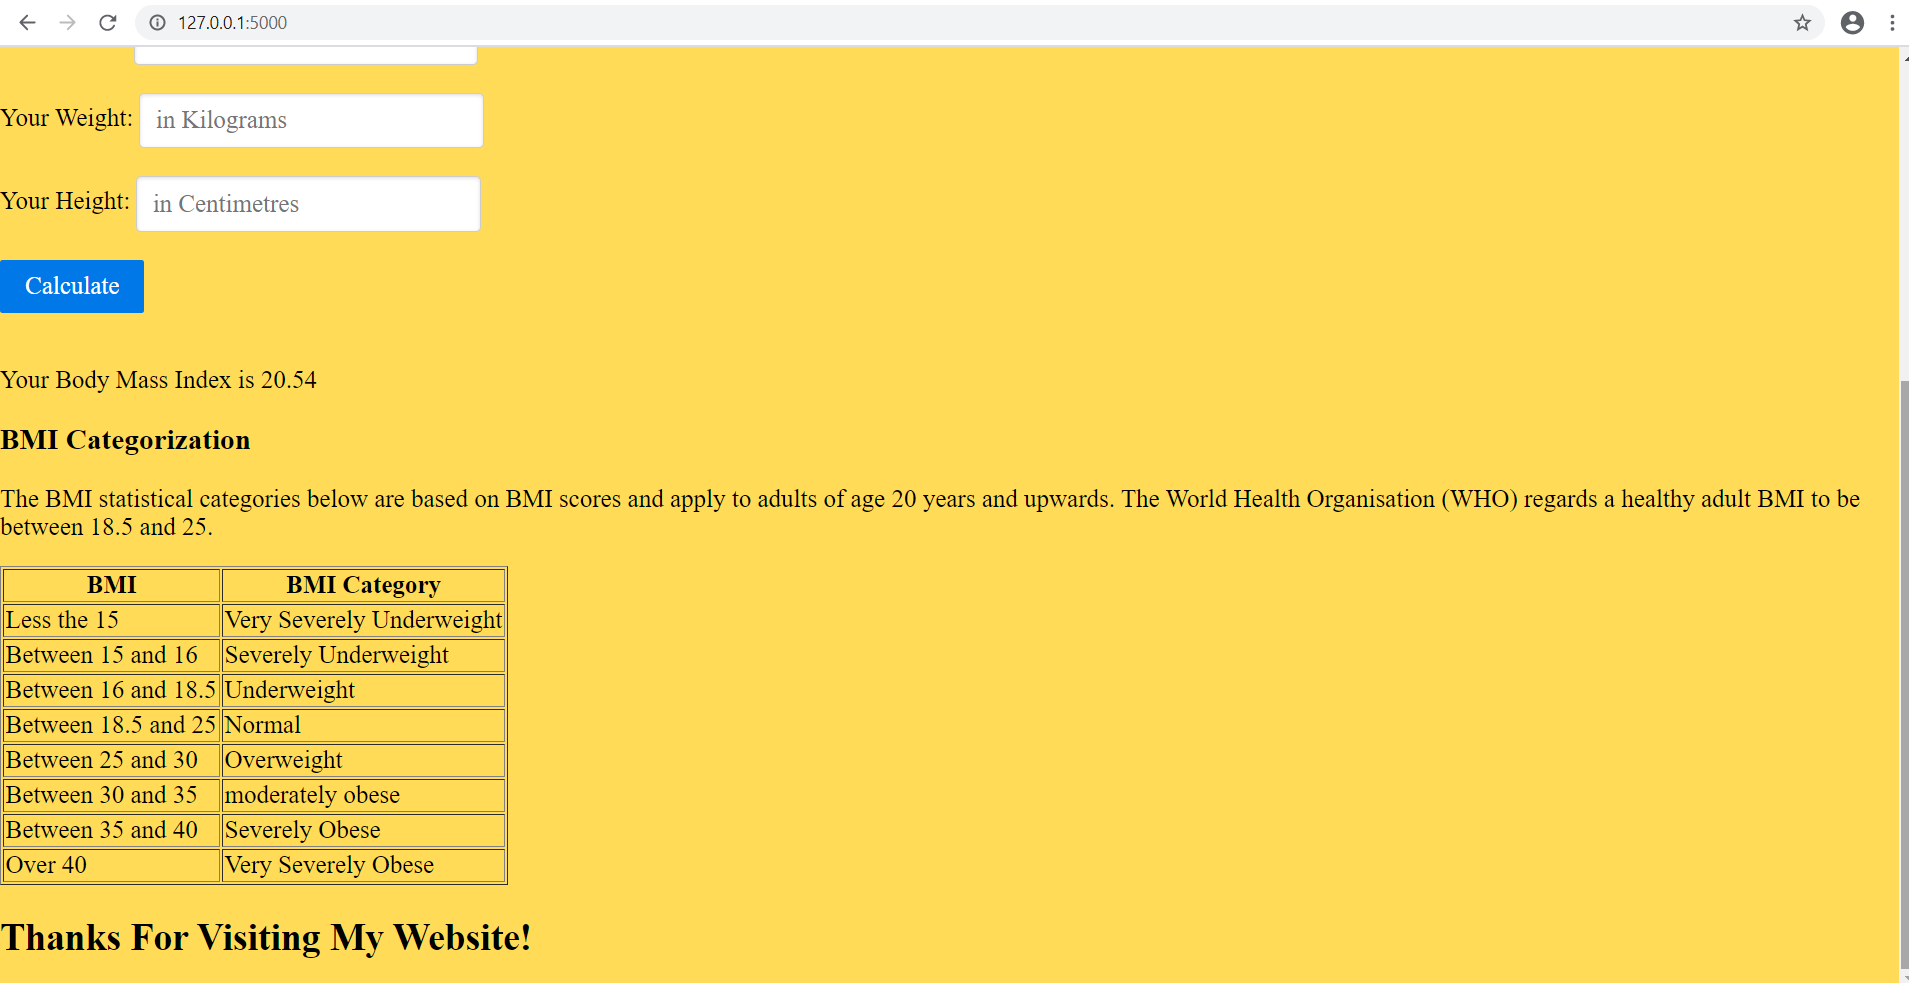 127.0.0.1:5000
Your Weight: in Kilograms
Your Height: in Centimetres
Calculate
Your Body Mass Index is 20.54
BMI Categorization
The BMI statistical categories below are based on BMI scores and apply to adults of age 20 years and upwards. The World Health Organisation (WHO) regards a healthy adult BMI to be
between 18.5 and 25.
BMI BMI Category
Less the 15 Very Severely Underweight
Between 15 and 16 Severely Underweight
Between 16 and 18.5 Underweight
Between 18.5 and 25 Normal
Between 25 and 30 Overweight
Between 30 and 35 moderately obese
Between 35 and 40 Severely Obese
Over 40 Very Severely Obese
Thanks For Visiting My Website!